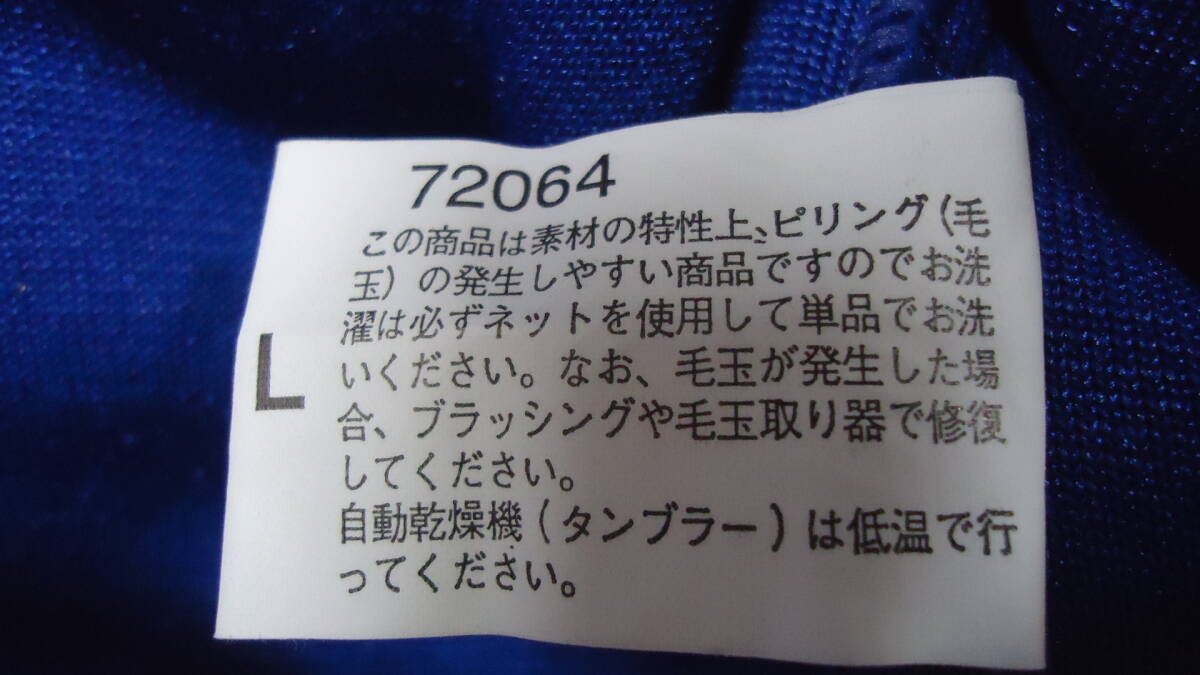 72064
この商品は素材の特性上、ピリング(毛
玉)の発生しやすい商品ですのでお洗
濯は必ずネットを使用して単品でお洗
いください。なお、毛玉が発生した場
合、ブラッシングや毛玉取り器で修復
してください。
自動乾燥機(タンブラー)は低温で行
ってください。
L